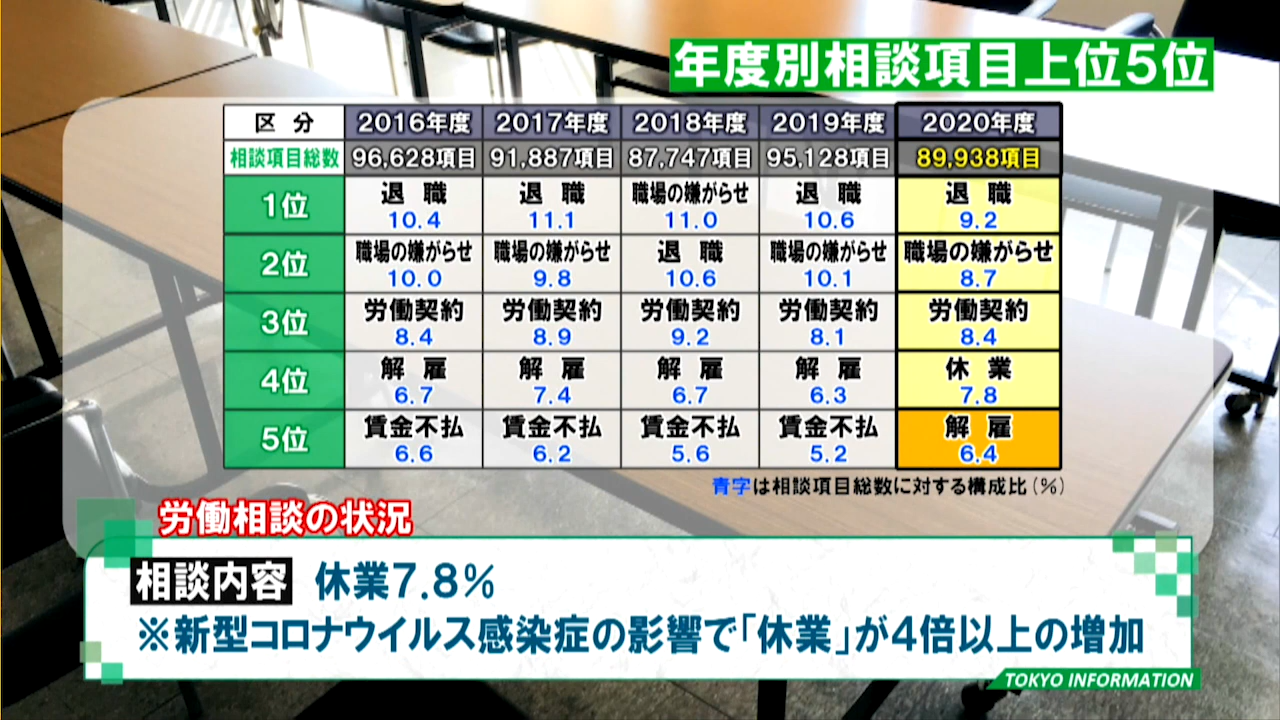 年度別相談項目上位5位
区 分 2016年度 2017年度 2018年度 2019年度 2020年度
相談項目総数 96,628項目 91,887項目 87,747項目 95,128項目 89,938項目
1位 退 職 退 職 職場の嫌がらせ 退 職 退 職
10.4 11.1 11.0 10.6 9.2
2位 職場の嫌がらせ 職場の嫌がらせ 退 職 職場の嫌がらせ 職場の嫌がらせ
10.0 9.8 10.6 10.1 8.7
3位 労働契約 労働契約 労働契約 労働契約 労働契約
8.4 8.9 9.2 8.1 8.4
4位 解 雇 解 雇 解 雇 解 雇 休 業
6.7 7.4 6.7 6.3 7.8
5位 賃金不払 賃金不払 賃金不払 賃金不払 解 雇
6.6 6.2 5.6 5.2 6.4
青字は相談項目総数に対する構成比(%)
労働相談の状況
相談内容 休業7.8%
※新型コロナウイルス感染症の影響で「休業」が4倍以上の増加
TOKYO INFORMATION